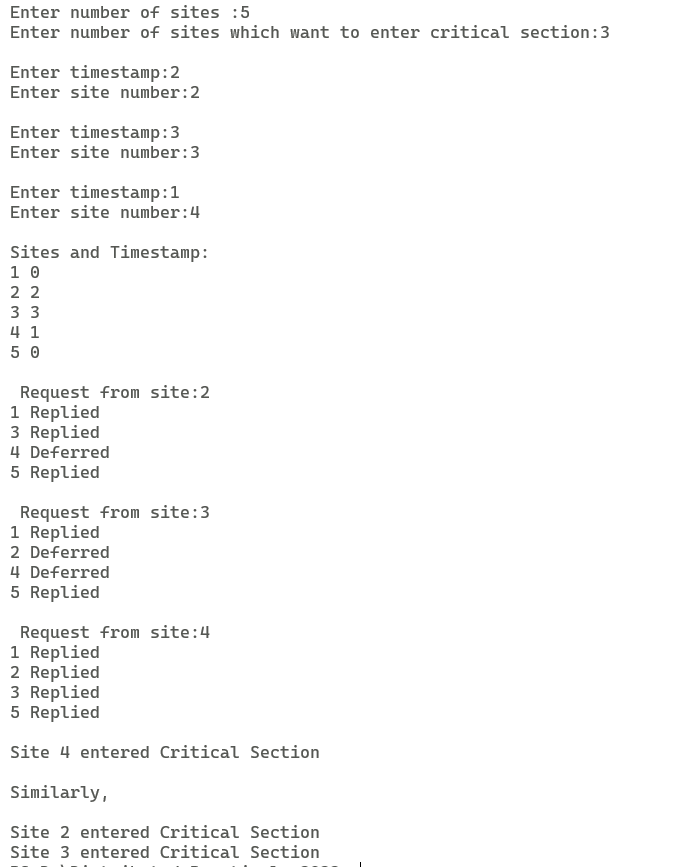 Enter number of sites :5
Enter number of sites which want to enter critical section:3
Enter timestamp:2
Enter site number:2
Enter timestamp:3
Enter site number:3
Enter timestamp:1
Enter site number:4
Sites and Timestamp:
1 0
2 2
3 3
4 1
5 0
Request from site:2
1 Replied
3 Replied
4 Deferred
5 Replied
Request from site:3
1 Replied
2 Deferred
4 Deferred
5 Replied
Request from site:4
1 Replied
2 Replied
3 Replied
5 Replied
Site 4 entered Critical Section
Similarly,
Site 2 entered Critical Section
Site 3 entered Critical Section